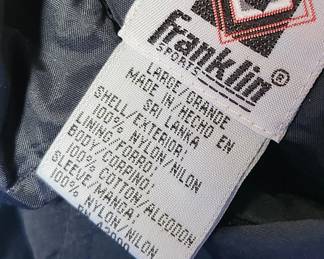 Franklin®
SPORTS
LARGE/GRANDE
MADE IN/HECHO EN
SRI LANKA
SHELL/EXTERIOR:
100% NYLON/NILON
LINING/FORRO:
BODY/CORPINO:
100% COTTON/ALGODON
SLEEVE/MANGA:
100% NYLON/NILON